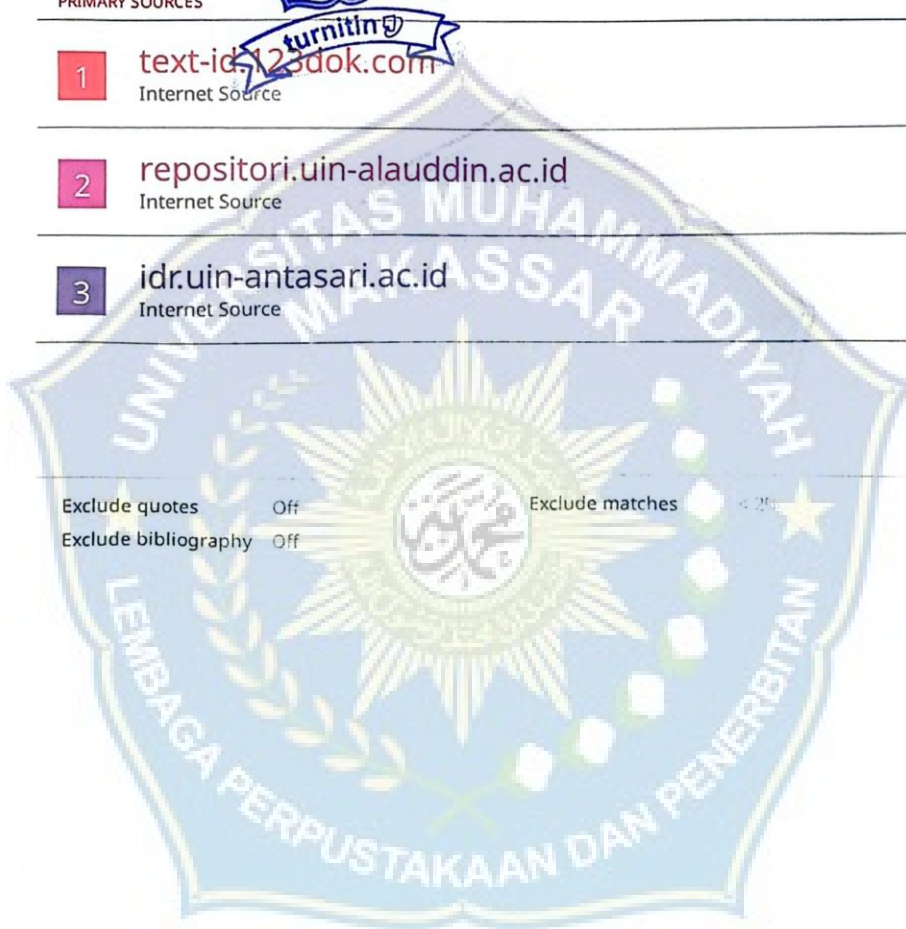 PRIMARY SOURCES
turnitin
1 text-id.123dok.com
Internet Source
2 repositori.uin-alauddin.ac.id
Internet Source
3 idr.uin-antasari.ac.id
Internet Source
UNIVERSITAS MUHAMMADIYAH
MAKASSAR
Exclude quotes Off Exclude matches
Exclude bibliography Off
محمد
LEMBAGA PERPUSTAKAAN DAN PENERBITAN